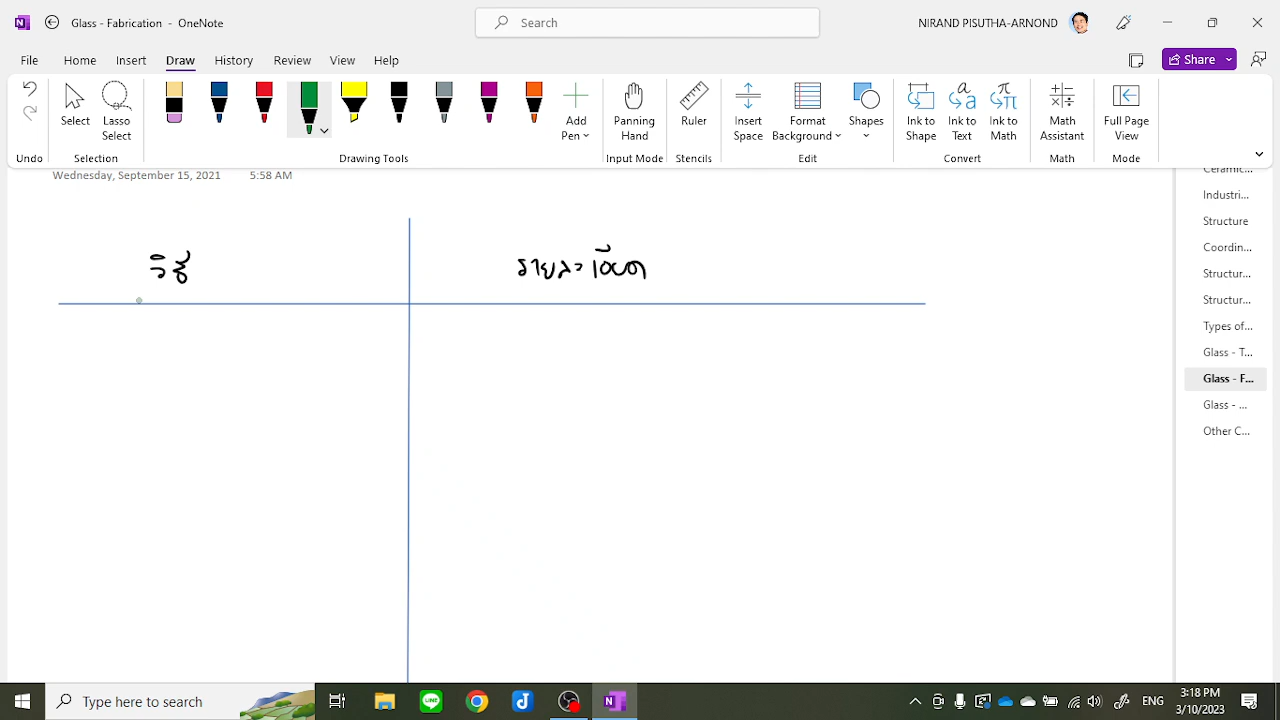 Glass - Fabrication - OneNote
Search
NIRAND PISUTHA-ARNOND
File Home Insert Draw History Review View Help
Share
Undo
Select
Lasso Select
Add Pen
Panning Hand
Ruler
Insert Space
Format Background
Shapes
Ink to Shape
Ink to Text
Ink to Math
Math Assistant
Full Page View
Selection
Drawing Tools
Input Mode
Stencils
Edit
Convert
Math
Mode
Wednesday, September 15, 2021 5:58 AM
Ceramic...
Industri...
Structure
Coordin...
Structur...
Structur...
Types of...
Glass - T...
Glass - F...
Glass - ...
Other C...
วิธี
รายละเอียด
Type here to search
ENG
3:18 PM
3/10/2023